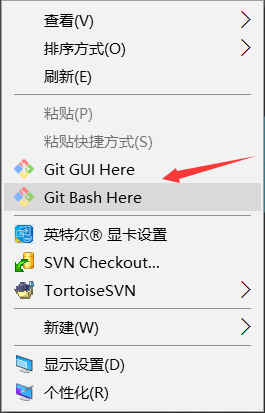 查看(V)
排序方式(O)
刷新(E)
粘贴(P)
粘贴快捷方式(S)
Git GUI Here
Git Bash Here
英特尔® 显卡设置
SVN Checkout...
TortoiseSVN
新建(W)
显示设置(D)
个性化(R)